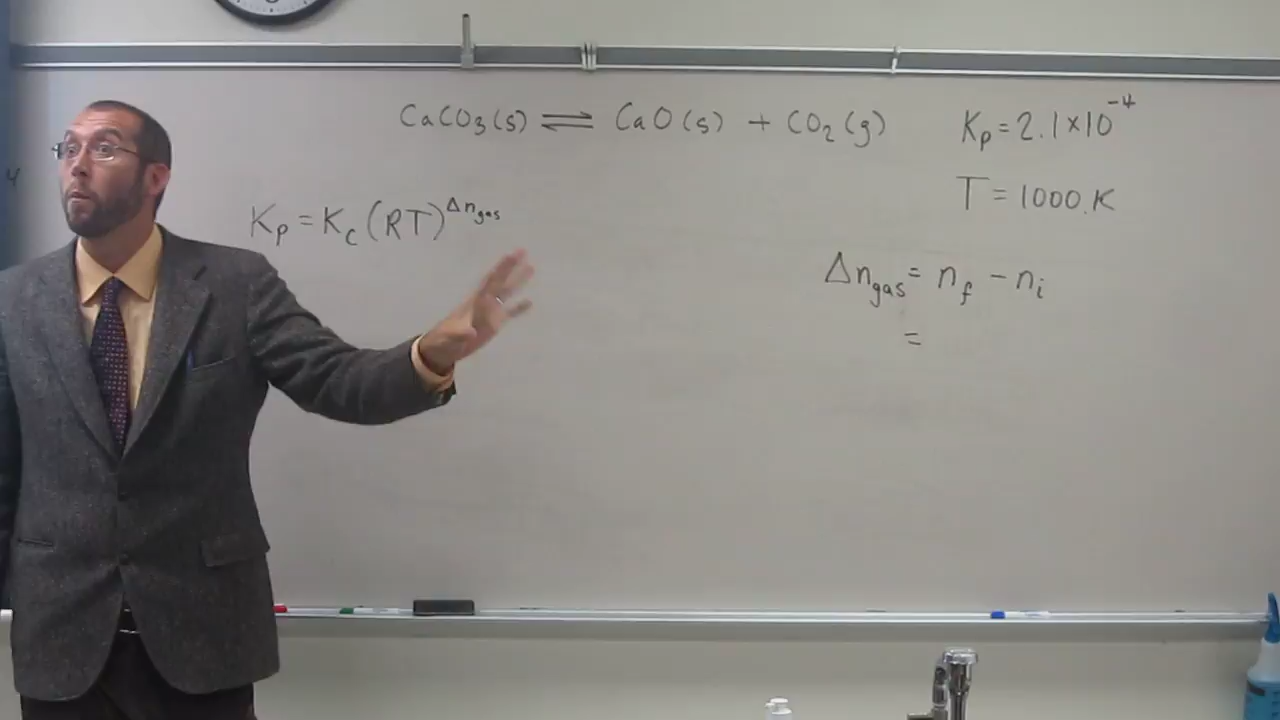 CaCO₃(s) ⇌ CaO(s) + CO₂(g)
Kp = 2.1×10⁻⁴
T = 1000. K
Kp = Kc(RT)^Δngas
Δngas = nf − ni
=